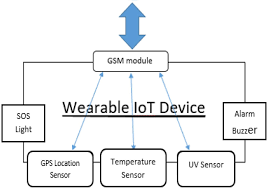 GSM module
Wearable IoT Device
SOS
Light
Alarm
Buzzer
GPS Location
Sensor
Temperature
Sensor
UV Sensor